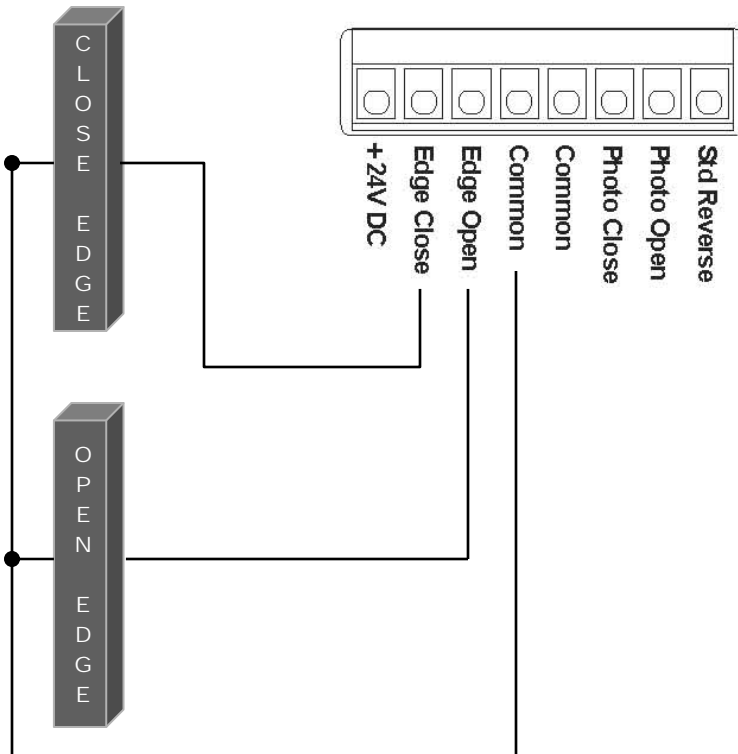 CLOSE EDGE
+24V DC
Edge Close
Edge Open
Common
Common
Photo Close
Photo Open
Std Reverse
OPEN EDGE